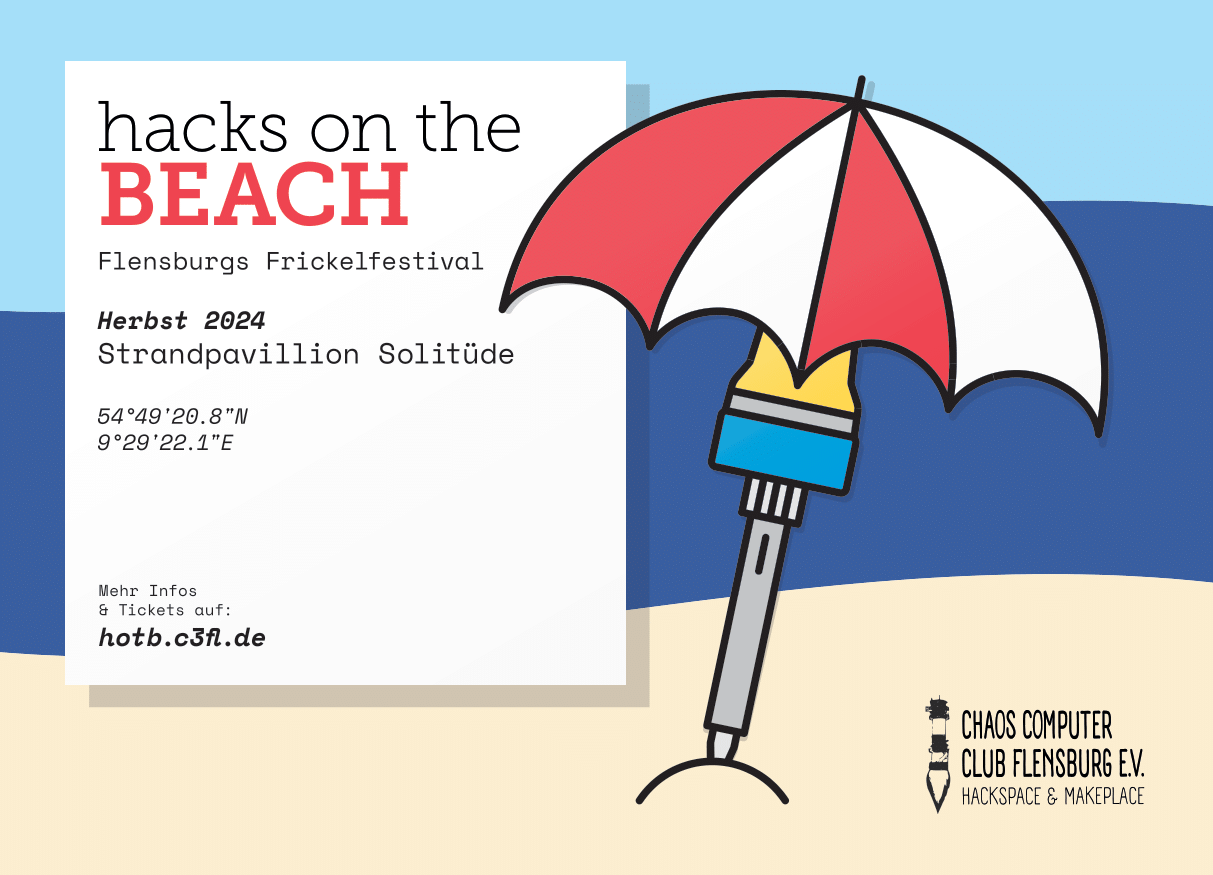 hacks on the
BEACH
Flensburgs Frickelfestival
Herbst 2024
Strandpavillion Solitüde
54°49'20.8"N
9°29'22.1"E
Mehr Infos
& Tickets auf:
hotb.c3fl.de
CHAOS COMPUTER
CLUB FLENSBURG E.V.
HACKSPACE & MAKEPLACE